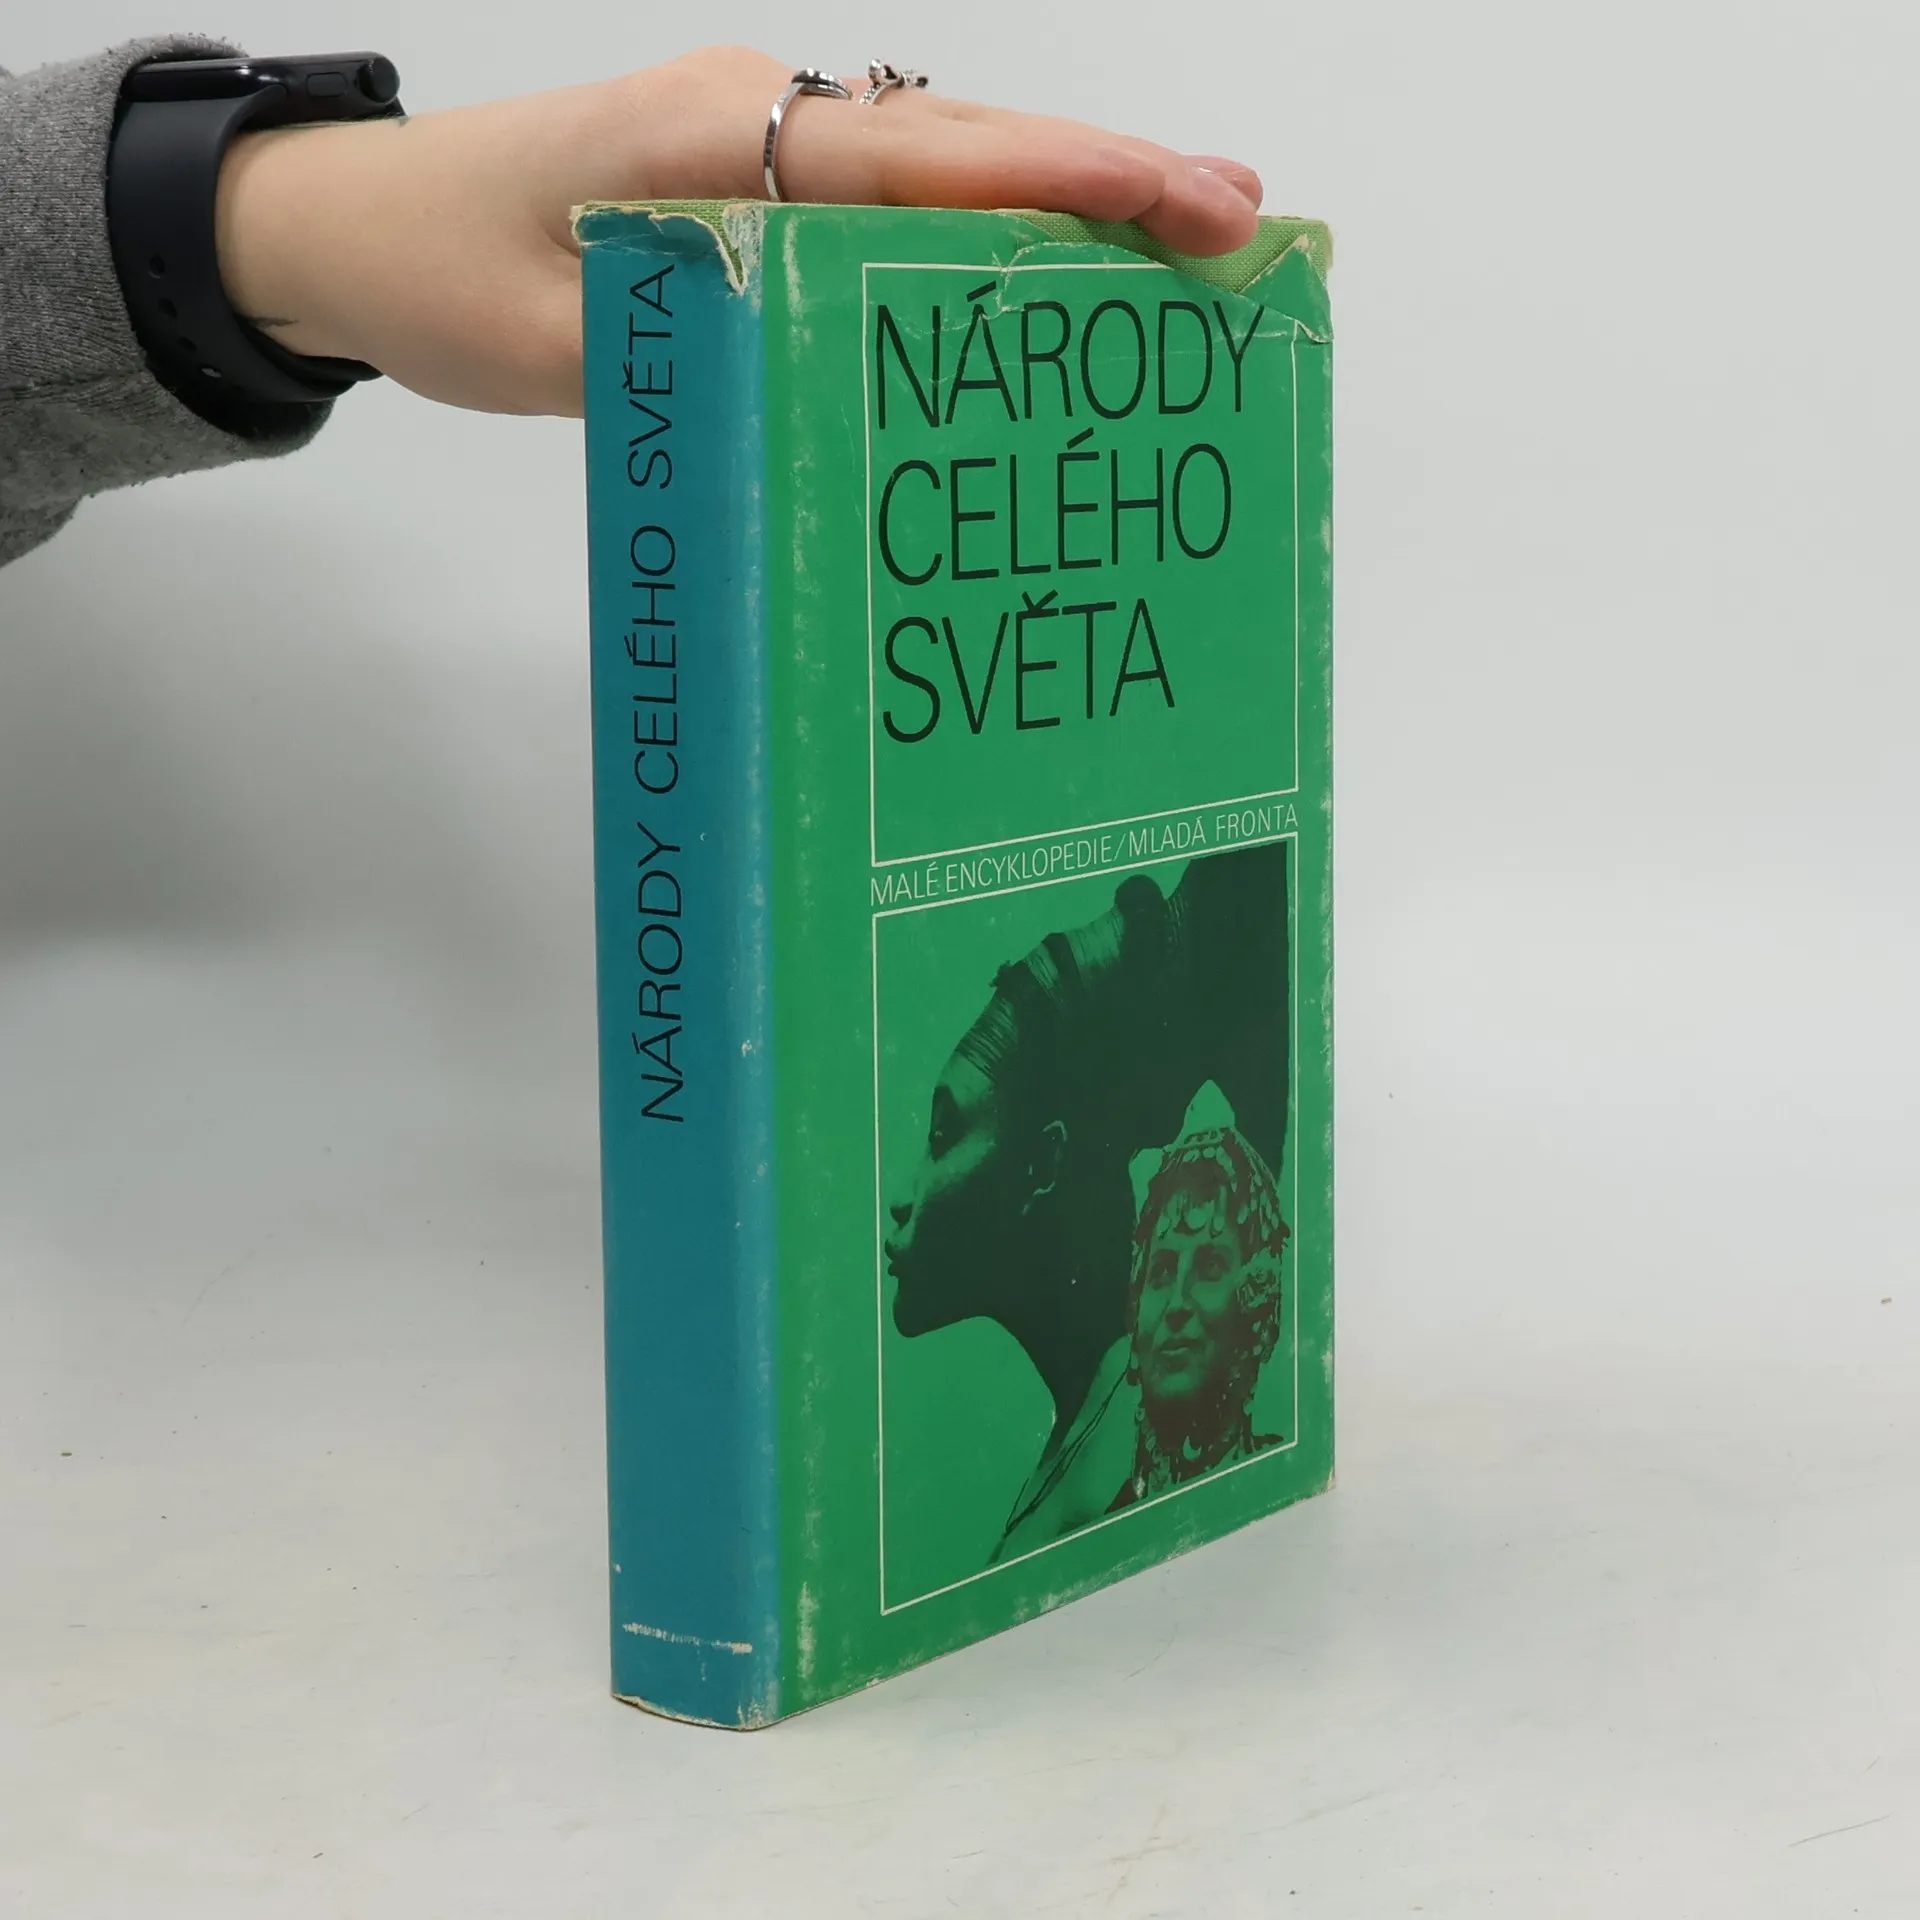 NÁRODY CELÉHO SVĚTA
NÁRODY
CELÉHO
SVĚTA
MALÉ ENCYKLOPEDIE/MLADÁ FRONTA